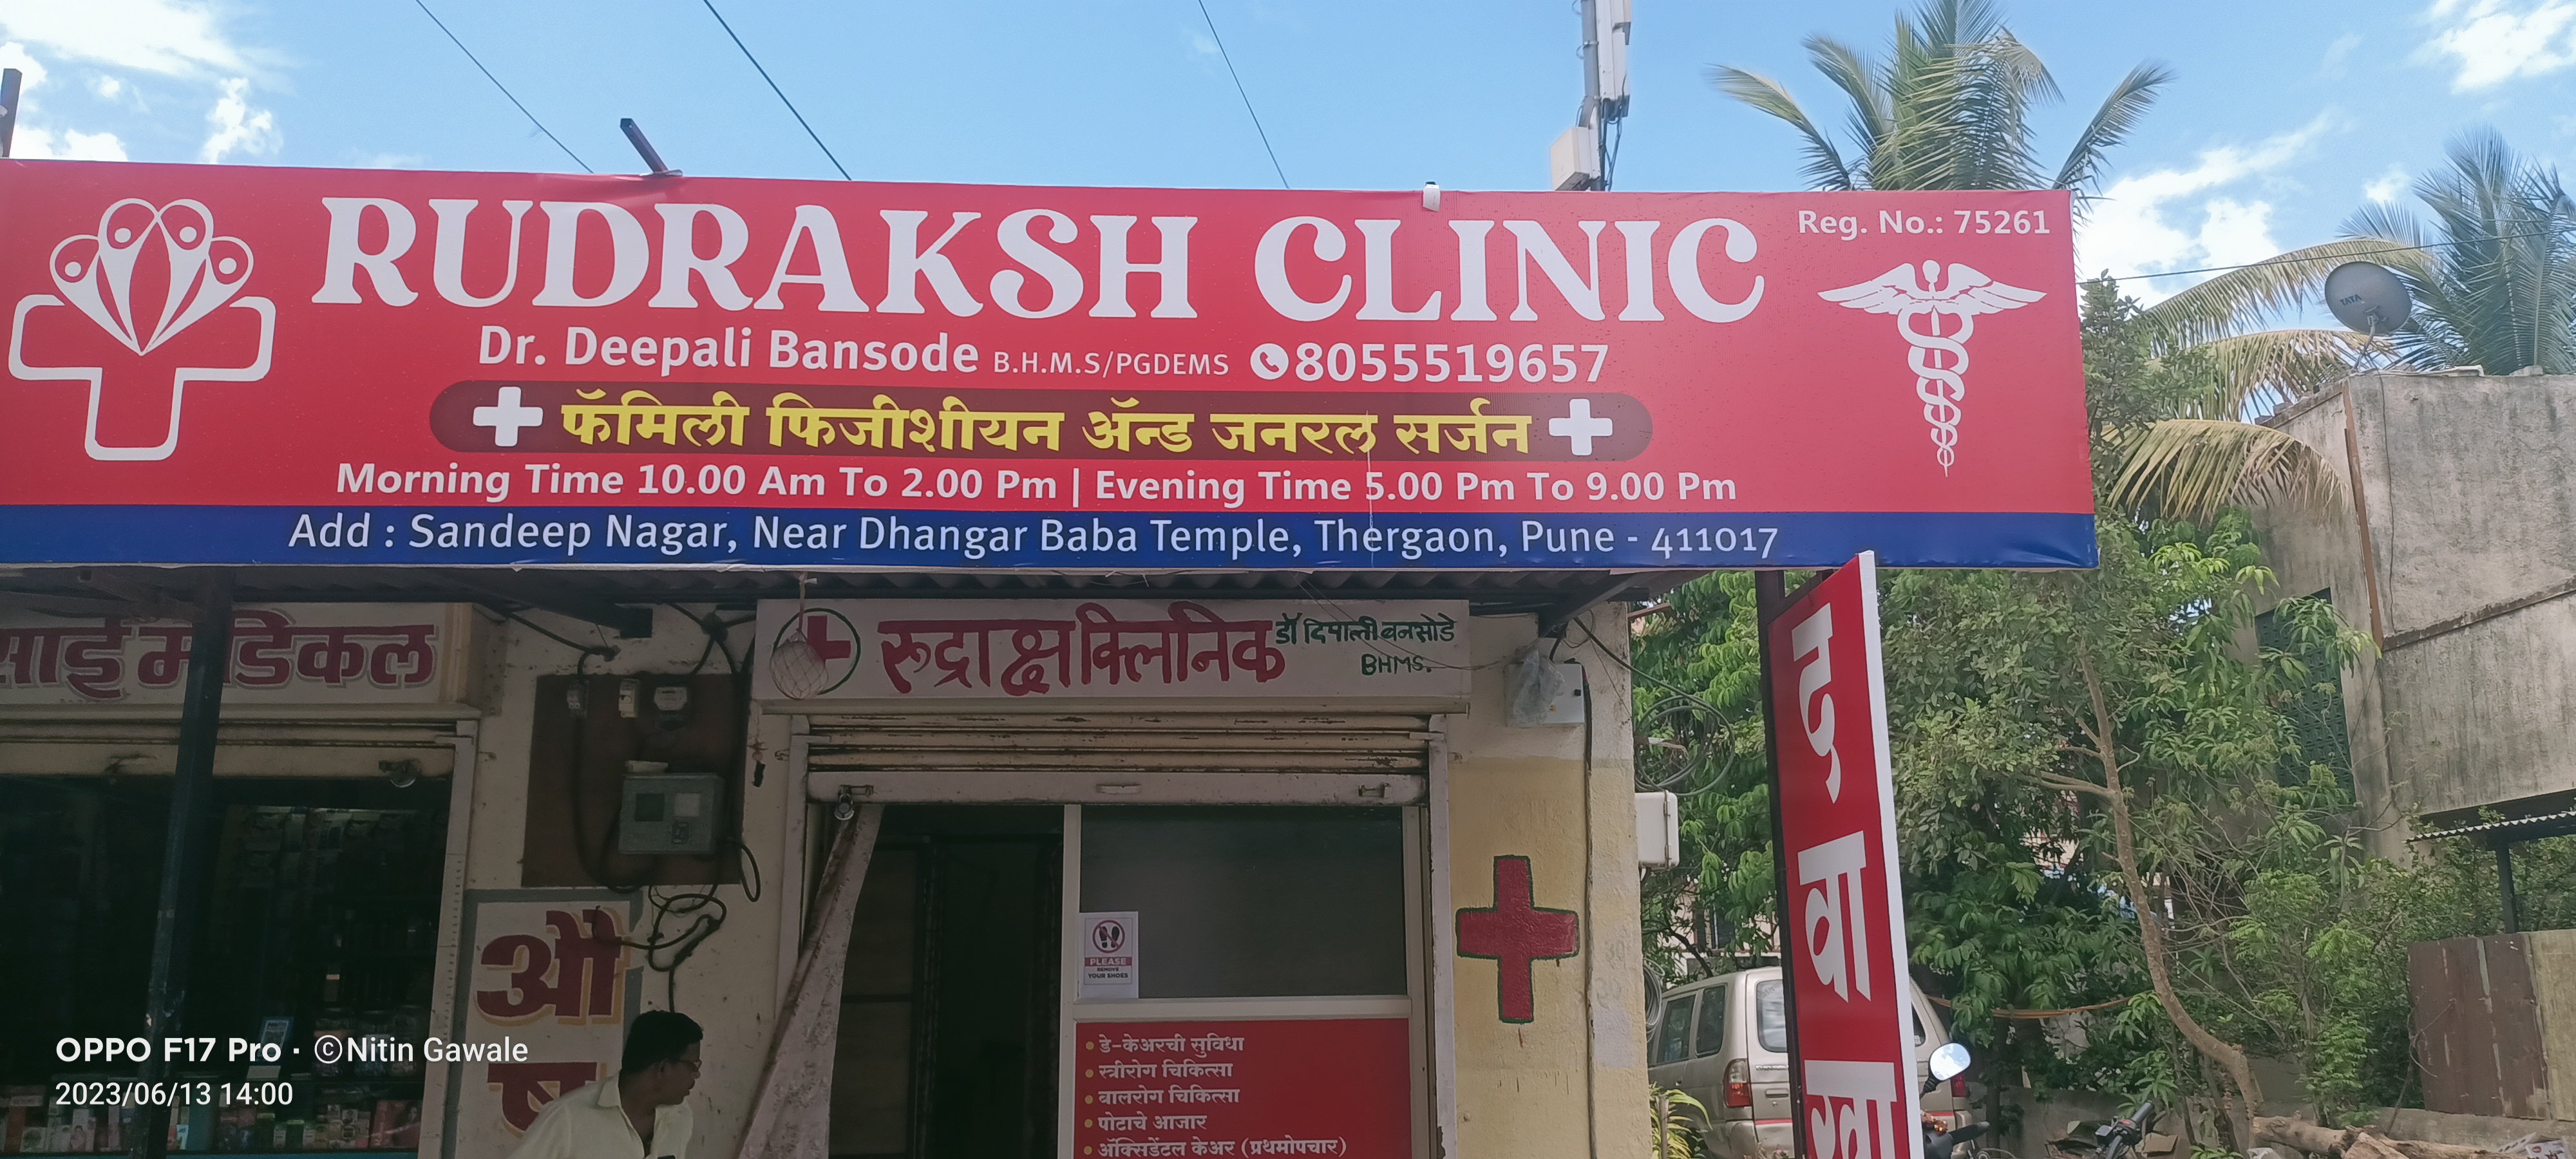 RUDRAKSH CLINIC
Reg. No.: 75261
Dr. Deepali Bansode B.H.M.S/PGDEMS 8055519657
फॅमिली फिजीशीयन ॲन्ड जनरल सर्जन
Morning Time 10.00 Am To 2.00 Pm | Evening Time 5.00 Pm To 9.00 Pm
Add : Sandeep Nagar, Near Dhangar Baba Temple, Thergaon, Pune - 411017
साई मेडिकल
रूद्राक्ष क्लिनिक
डॉ दिपाली बनसोडे
BHMS.
औ
ष
द
वा
खा
PLEASE
REMOVE
YOUR SHOES
डे-केअरची सुविधा
स्त्रीरोग चिकित्सा
बालरोग चिकित्सा
पोटाचे आजार
ॲक्सिडेंटल केअर (प्रथमोपचार)
TATA
OPPO F17 Pro · ©Nitin Gawale
2023/06/13 14:00